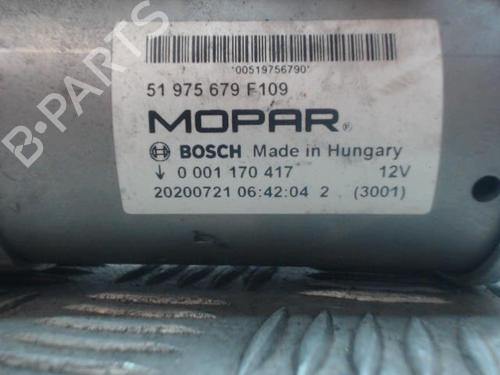 *00519756790*
51 975 679 F109
MOPAR®
BOSCH Made in Hungary
↓ 0 001 170 417 12V
20200721 06:42:04 2 (3001)
B-Parts